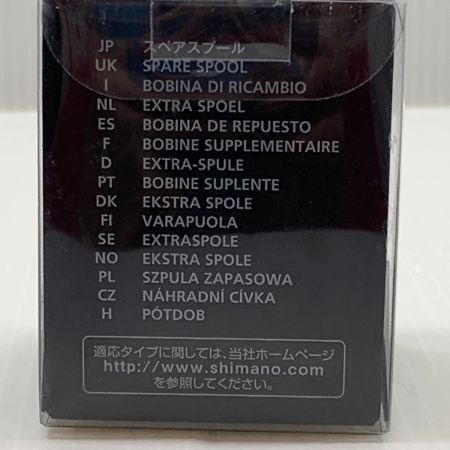 JP スペアスプール
UK SPARE SPOOL
I BOBINA DI RICAMBIO
NL EXTRA SPOEL
ES BOBINA DE REPUESTO
F BOBINE SUPPLEMENTAIRE
D EXTRA-SPULE
PT BOBINE SUPLENTE
DK EKSTRA SPOLE
FI VARAPUOLA
SE EXTRASPOLE
NO EKSTRA SPOLE
PL SZPULA ZAPASOWA
CZ NÁHRADNÍ CÍVKA
H PÓTDOB
適応タイプに関しては、当社ホームページ
http://www.shimano.com
を参照してください。